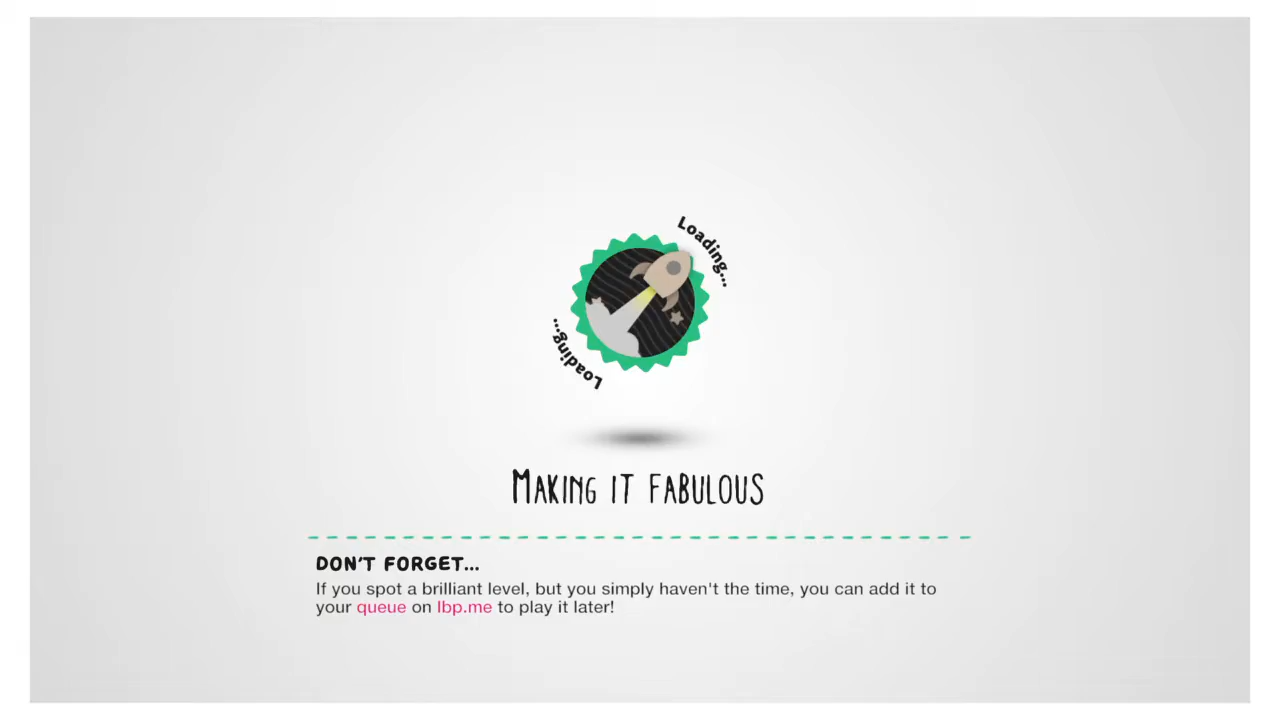 Loading...
Loading...
MAKING IT FABULOUS
DON'T FORGET...
If you spot a brilliant level, but you simply haven't the time, you can add it to
your queue on lbp.me to play it later!